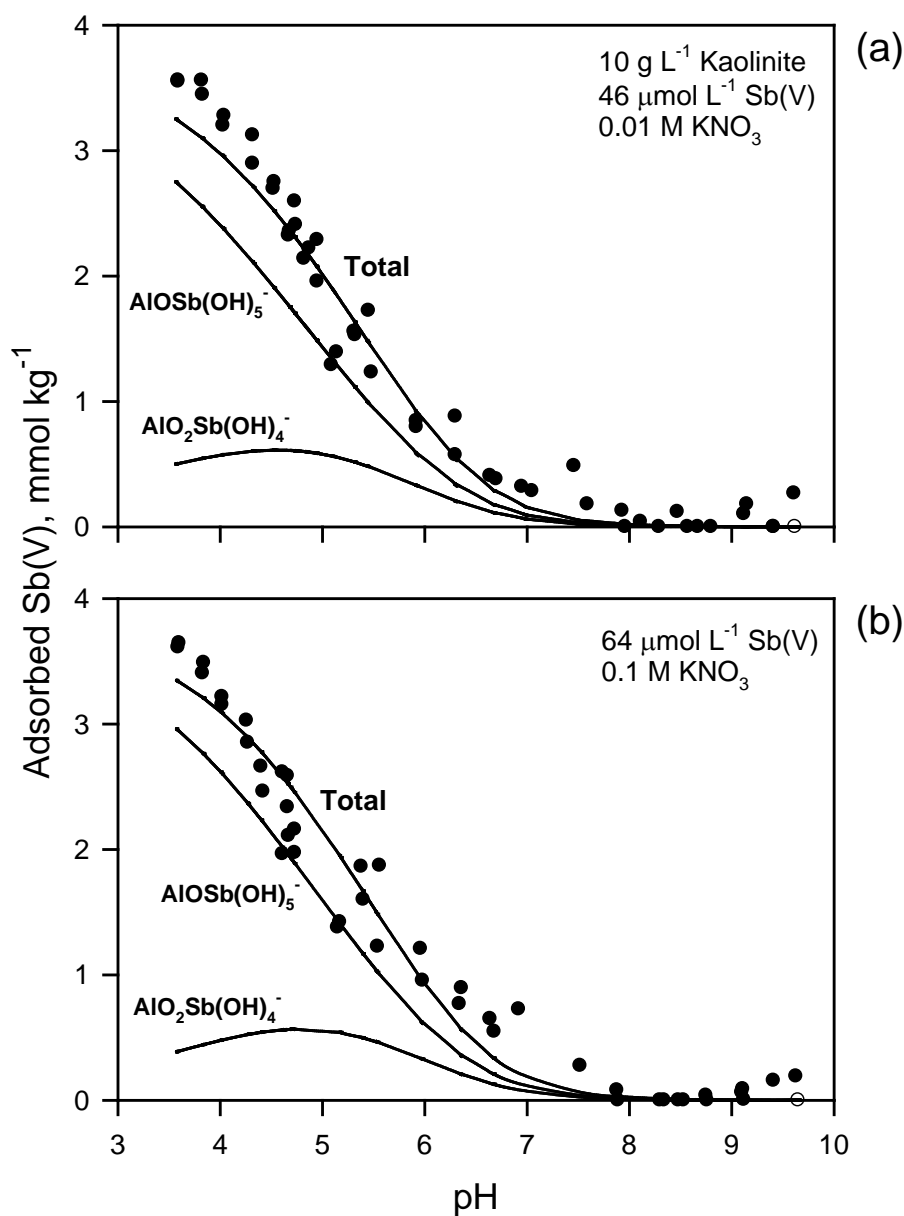 Adsorbed Sb(V), mmol kg⁻¹
(a)
10 g L⁻¹ Kaolinite
46 μmol L⁻¹ Sb(V)
0.01 M KNO₃
4
3
2
1
0
Total
AlOSb(OH)₅⁻
AlO₂Sb(OH)₄⁻
(b)
64 μmol L⁻¹ Sb(V)
0.1 M KNO₃
4
3
2
1
0
Total
AlOSb(OH)₅⁻
AlO₂Sb(OH)₄⁻
3 4 5 6 7 8 9 10
pH